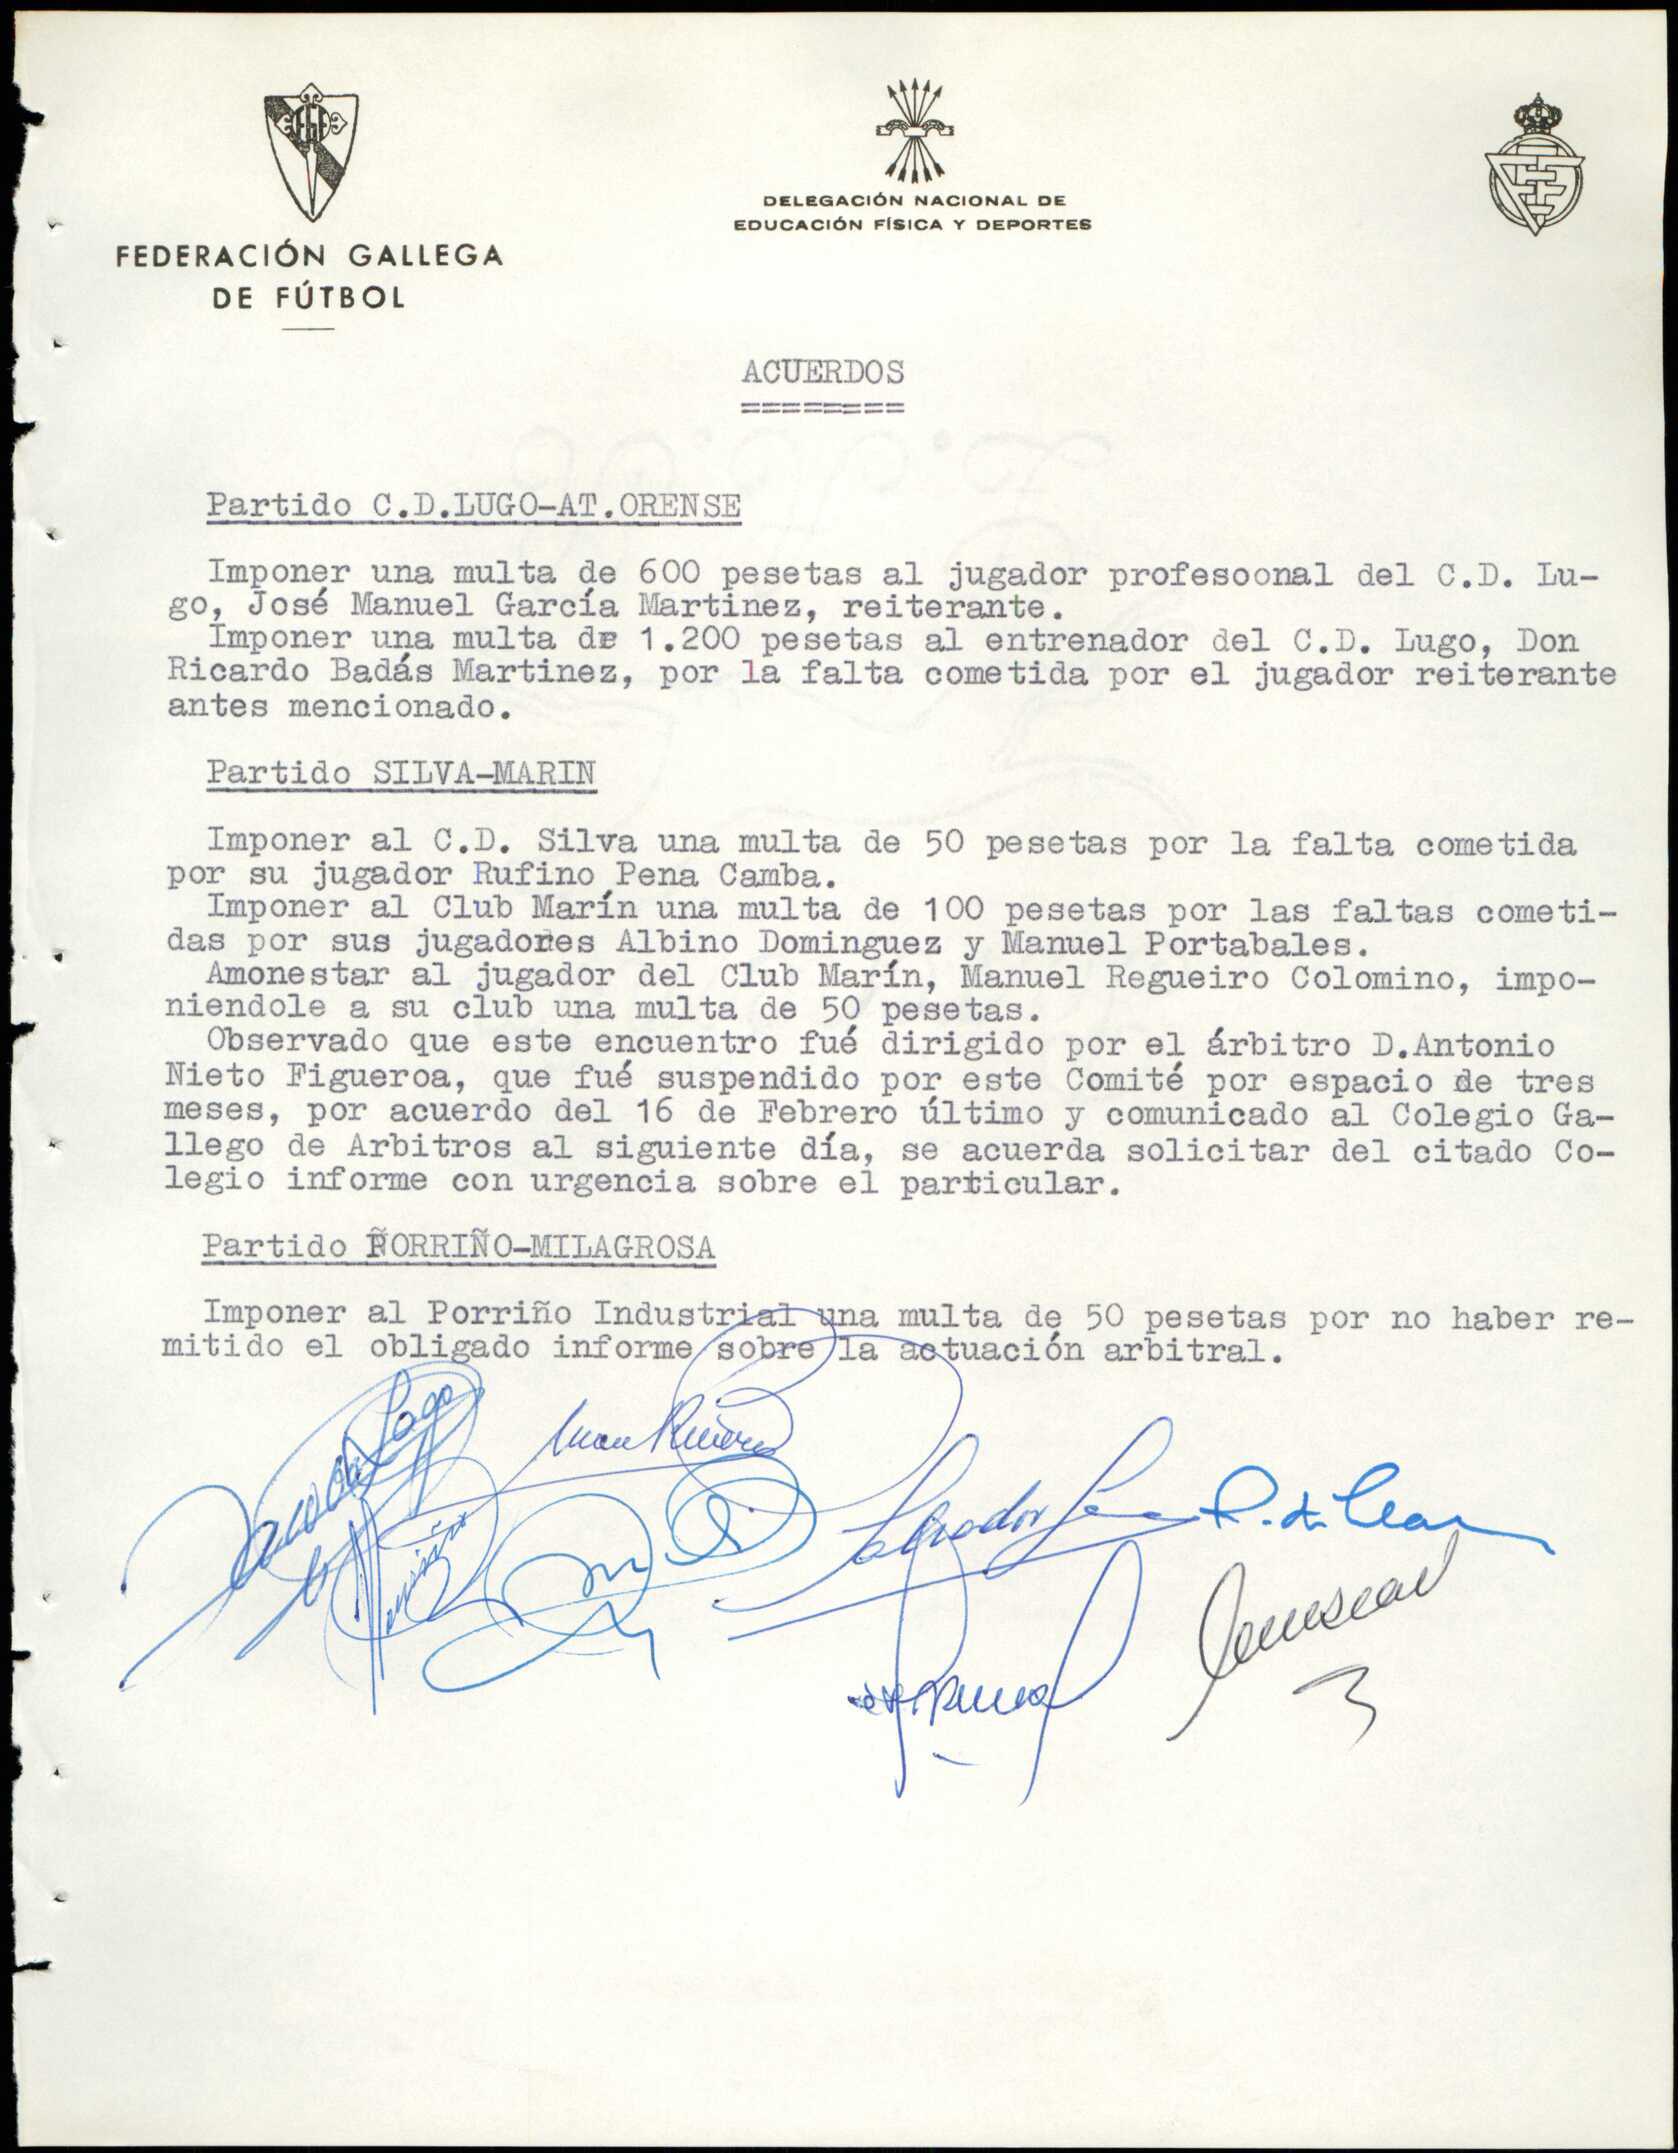 FEDERACIÓN GALLEGA
DE FÚTBOL
DELEGACIÓN NACIONAL DE
EDUCACIÓN FÍSICA Y DEPORTES
ACUERDOS
========
Partido C.D.LUGO-AT.ORENSE
Imponer una multa de 600 pesetas al jugador profesoonal del C.D. Lu-
go, José Manuel García Martinez, reiterante.
Imponer una multa de 1.200 pesetas al entrenador del C.D. Lugo, Don
Ricardo Badás Martinez, por la falta cometida por el jugador reiterante
antes mencionado.
Partido SILVA-MARIN
Imponer al C.D. Silva una multa de 50 pesetas por la falta cometida
por su jugador Rufino Pena Camba.
Imponer al Club Marín una multa de 100 pesetas por las faltas cometi-
das por sus jugadores Albino Dominguez y Manuel Portabales.
Amonestar al jugador del Club Marín, Manuel Regueiro Colomino, impo-
niendole a su club una multa de 50 pesetas.
Observado que este encuentro fué dirigido por el árbitro D.Antonio
Nieto Figueroa, que fué suspendido por este Comité por espacio de tres
meses, por acuerdo del 16 de Febrero último y comunicado al Colegio Ga-
llego de Arbitros al siguiente día, se acuerda solicitar del citado Co-
legio informe con urgencia sobre el particular.
Partido PORRIÑO-MILAGROSA
Imponer al Porriño Industrial una multa de 50 pesetas por no haber re-
mitido el obligado informe sobre la actuación arbitral.